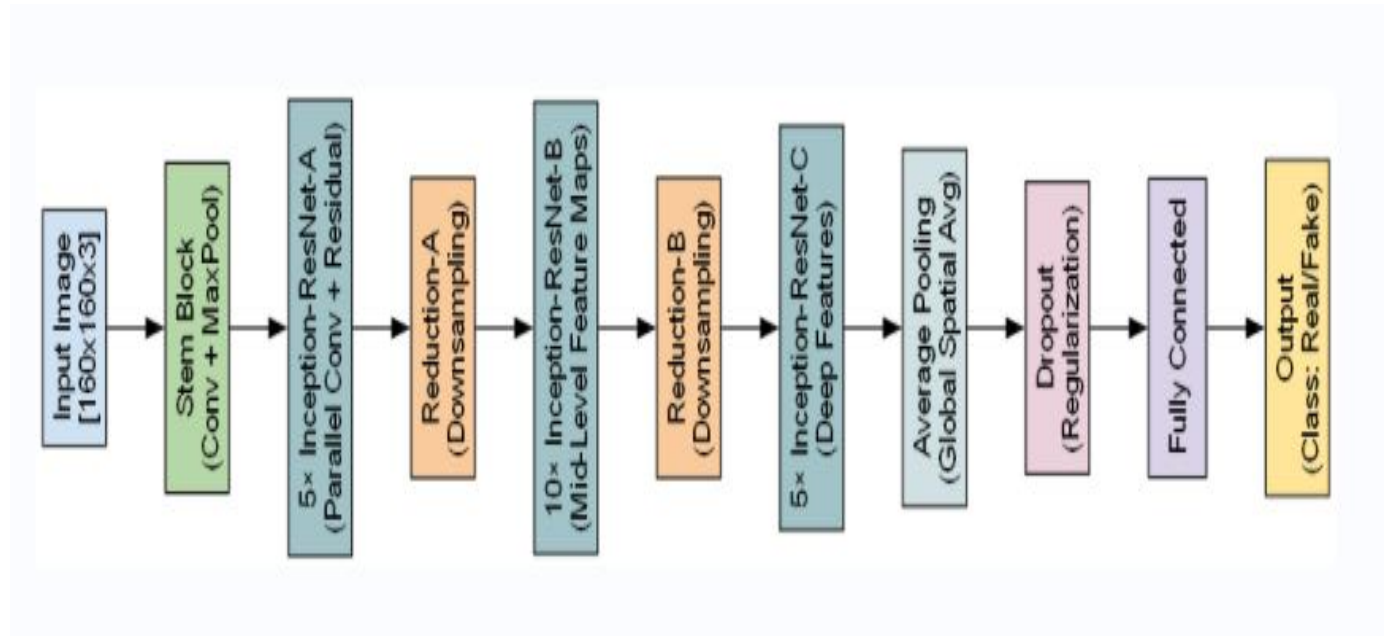 Input Image
[160x160x3]
Stem Block
(Conv + MaxPool)
5× Inception-ResNet-A
(Parallel Conv + Residual)
Reduction-A
(Downsampling)
10× Inception-ResNet-B
(Mid-Level Feature Maps)
Reduction-B
(Downsampling)
5× Inception-ResNet-C
(Deep Features)
Average Pooling
(Global Spatial Avg)
Dropout
(Regularization)
Fully Connected
Output
(Class: Real/Fake)